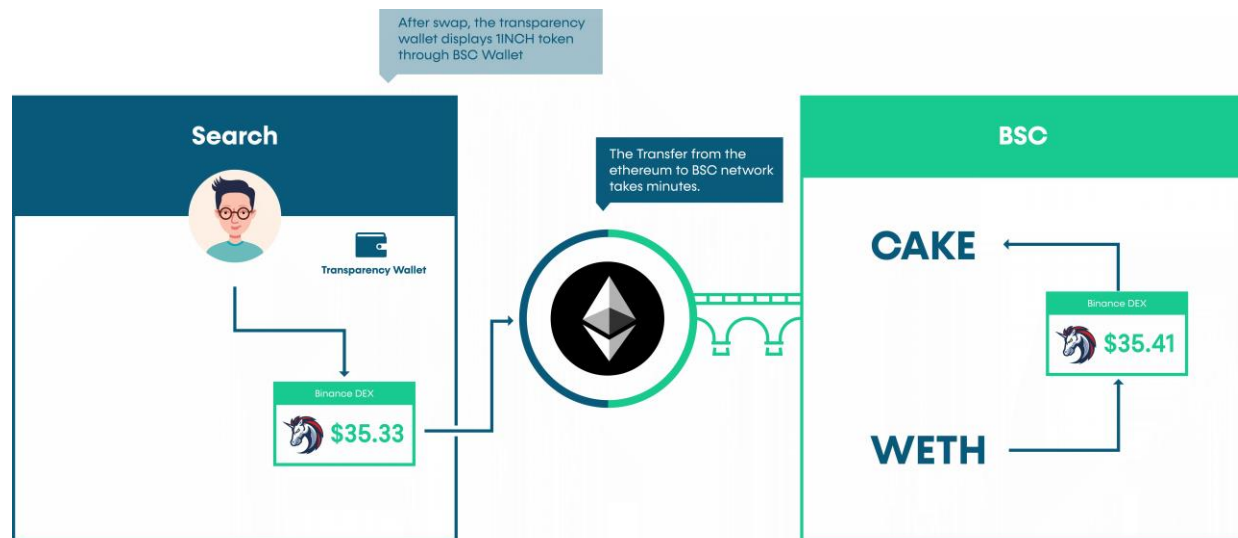 After swap, the transparency
wallet displays 1INCH token
through BSC Wallet
Search
Transparency Wallet
Binance DEX
$35.33
The Transfer from the
ethereum to BSC network
takes minutes.
BSC
CAKE
Binance DEX
$35.41
WETH